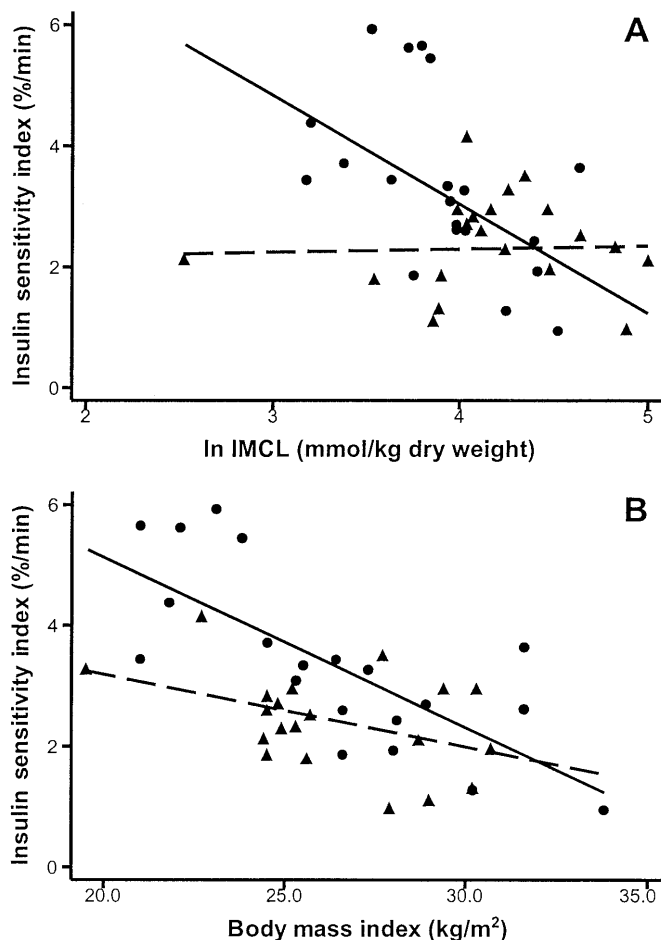 A
Insulin sensitivity index (%/min)
6
4
2
0
2
3
4
5
ln IMCL (mmol/kg dry weight)
B
Insulin sensitivity index (%/min)
6
4
2
0
20.0
25.0
30.0
35.0
Body mass index (kg/m²)